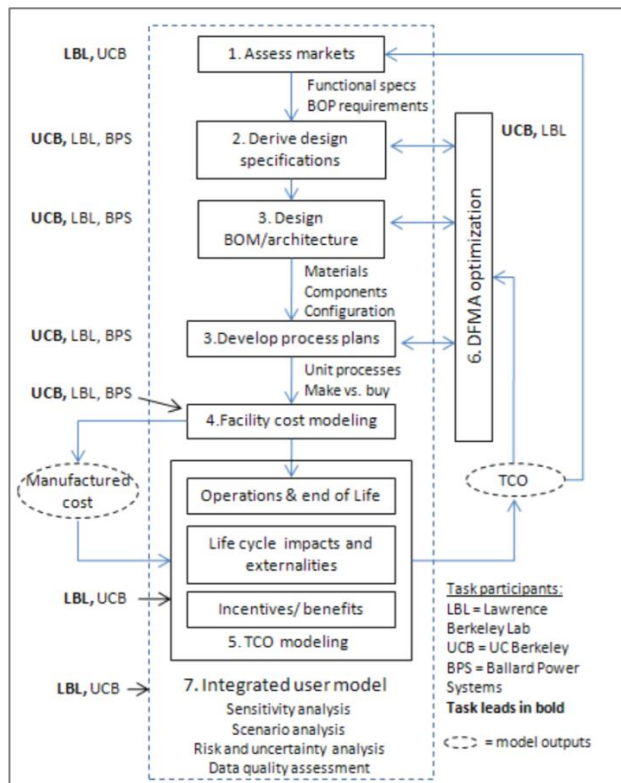 LBL, UCB
1. Assess markets
Functional specs
BOP requirements
UCB, LBL, BPS
2. Derive design
specifications
UCB, LBL
UCB, LBL, BPS
3. Design
BOM/architecture
6. DFMA optimization
Materials
Components
Configuration
UCB, LBL, BPS
3.Develop process plans
Unit processes
Make vs. buy
UCB, LBL, BPS
4.Facility cost modeling
Manufactured
cost
Operations & end of Life
TCO
Life cycle impacts and
externalities
LBL, UCB
Incentives/ benefits
5. TCO modeling
Task participants:
LBL = Lawrence
Berkeley Lab
UCB = UC Berkeley
BPS = Ballard Power
Systems
Task leads in bold
= model outputs
LBL, UCB
7. Integrated user model
Sensitivity analysis
Scenario analysis
Risk and uncertainty analysis
Data quality assessment